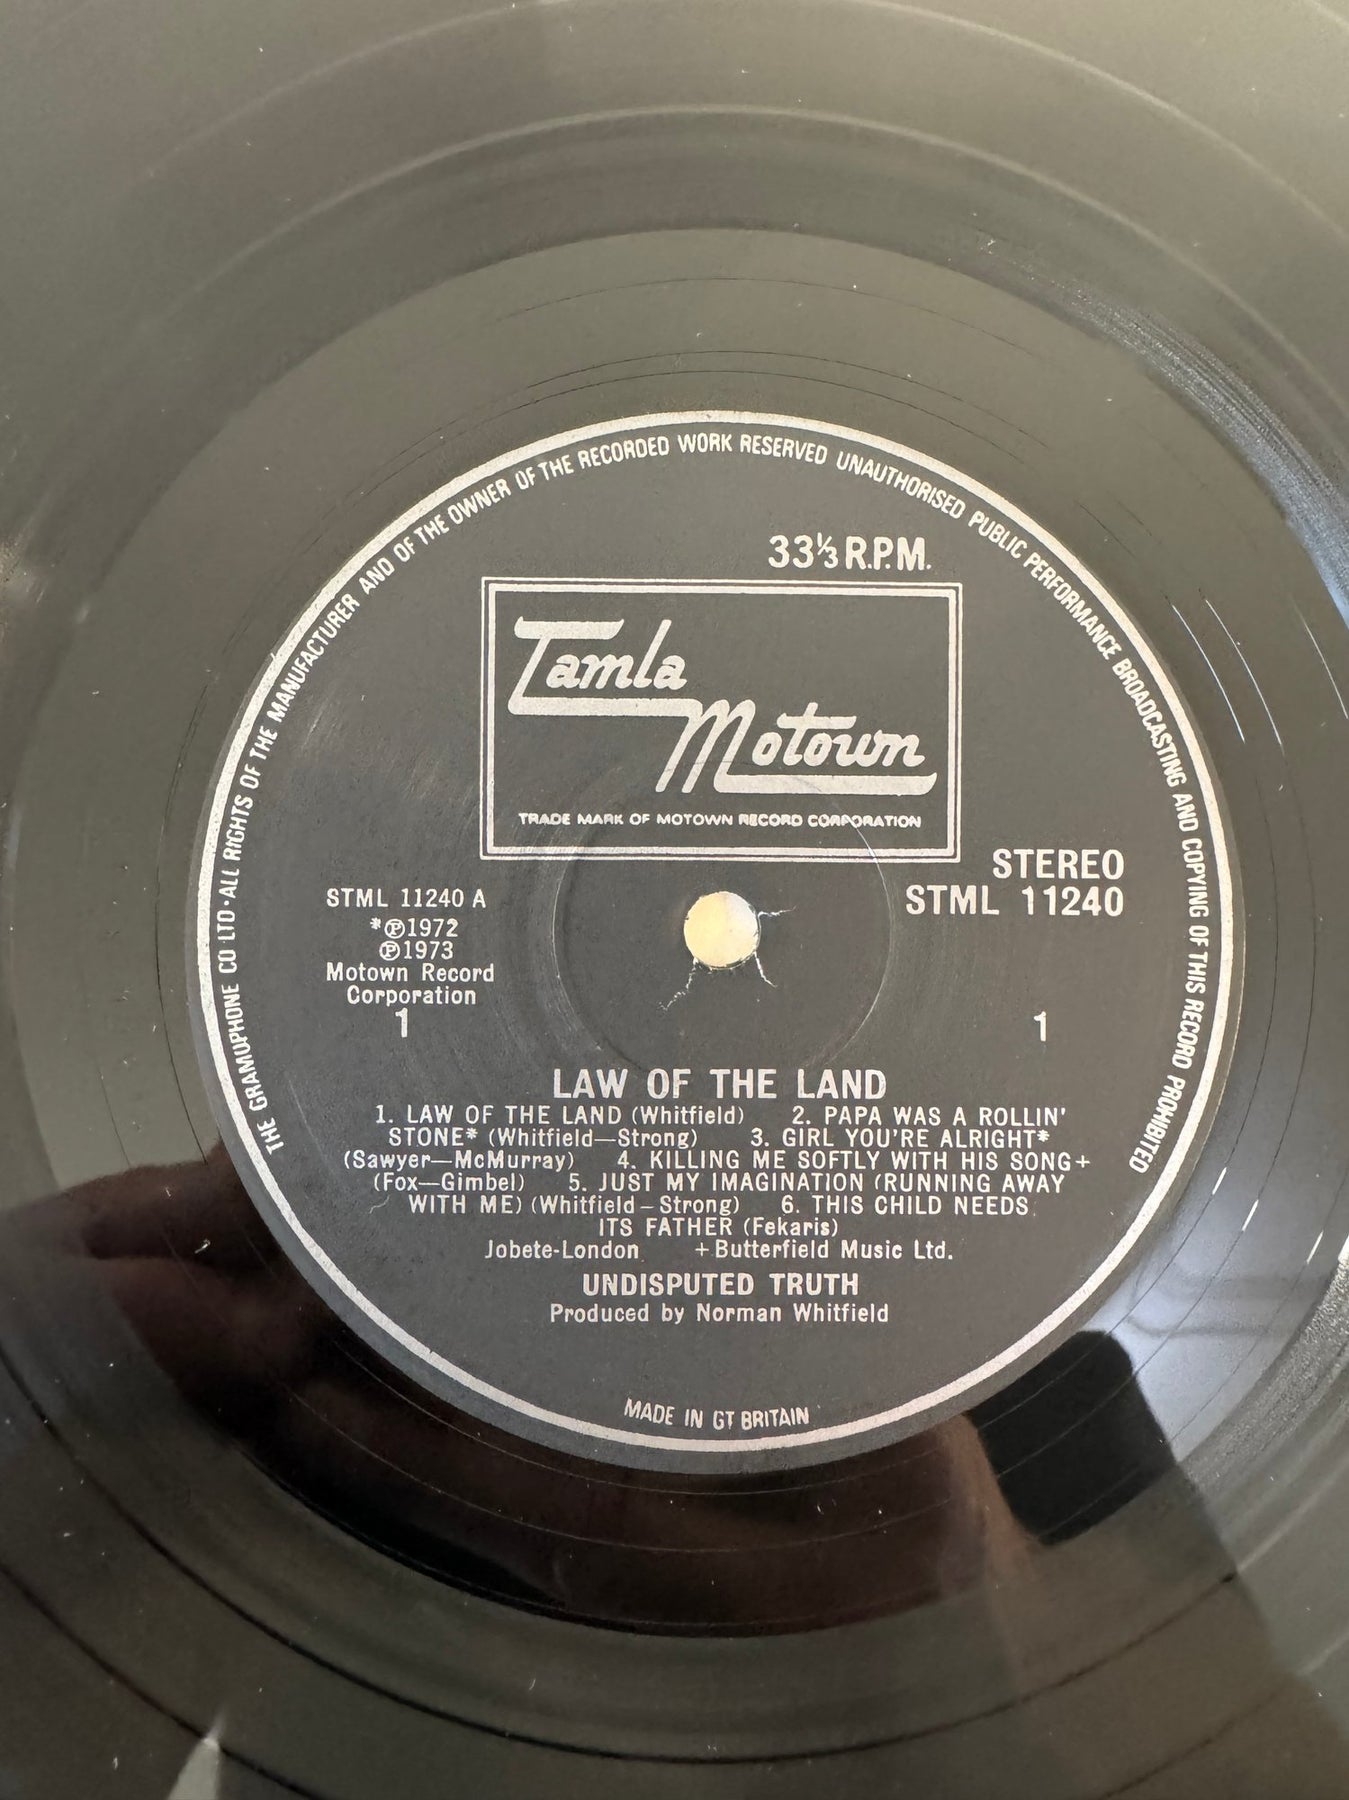 THE GRAMOPHONE CO LTD·ALL RIGHTS OF THE MANUFACTURER AND OF THE OWNER OF THE RECORDED WORK RESERVED UNAUTHORISED PUBLIC PERFORMANCE BROADCASTING AND COPYING OF THIS RECORD PROHIBITED
33⅓ R.P.M.
Tamla
Motown
TRADE MARK OF MOTOWN RECORD CORPORATION
STEREO
STML 11240
STML 11240 A
*℗1972
℗1973
Motown Record
Corporation
1
1
LAW OF THE LAND
1. LAW OF THE LAND (Whitfield) 2. PAPA WAS A ROLLIN'
STONE* (Whitfield—Strong) 3. GIRL YOU'RE ALRIGHT*
(Sawyer—McMurray) 4. KILLING ME SOFTLY WITH HIS SONG+
(Fox—Gimbel) 5. JUST MY IMAGINATION (RUNNING AWAY
WITH ME) (Whitfield–Strong) 6. THIS CHILD NEEDS
ITS FATHER (Fekaris)
Jobete-London +Butterfield Music Ltd.
UNDISPUTED TRUTH
Produced by Norman Whitfield
MADE IN GT BRITAIN